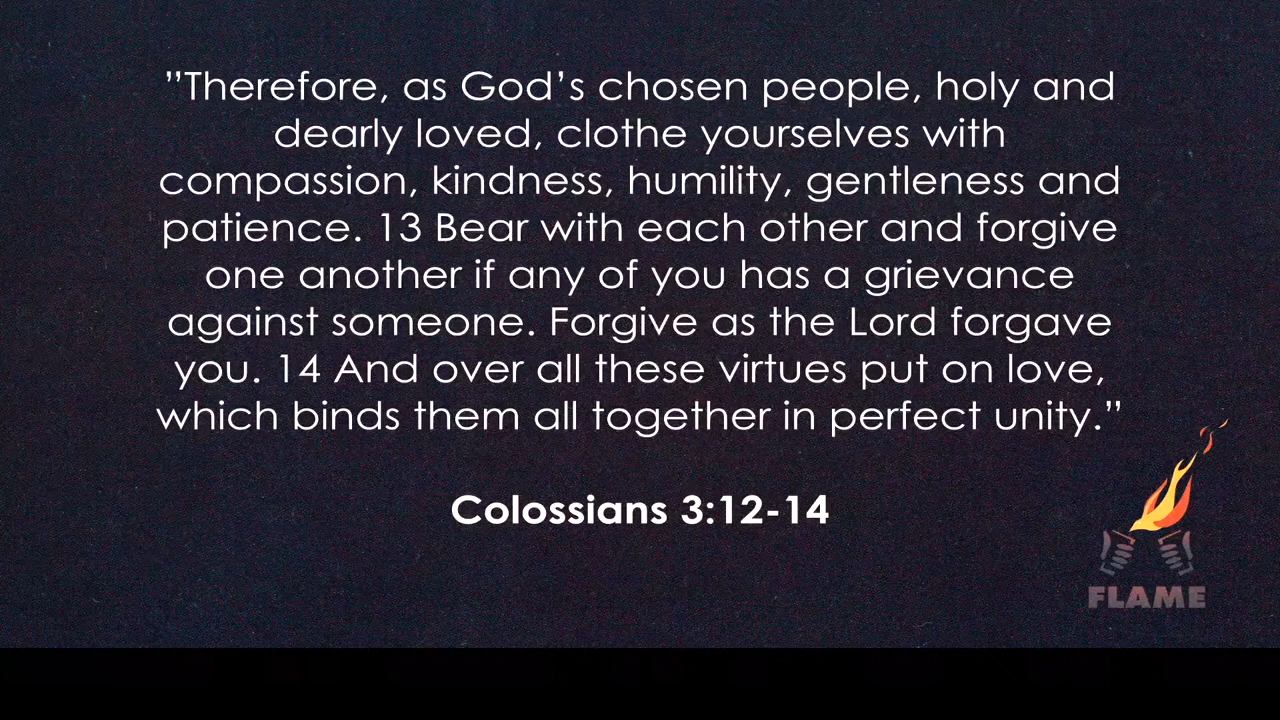 ”Therefore, as God’s chosen people, holy and
dearly loved, clothe yourselves with
compassion, kindness, humility, gentleness and
patience. 13 Bear with each other and forgive
one another if any of you has a grievance
against someone. Forgive as the Lord forgave
you. 14 And over all these virtues put on love,
which binds them all together in perfect unity.”
Colossians 3:12-14
FLAME